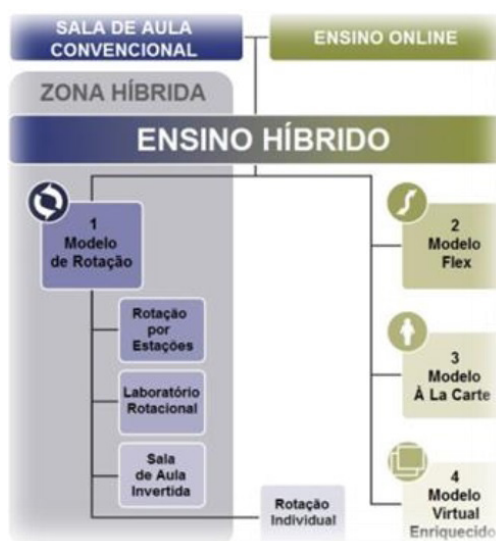 SALA DE AULA
CONVENCIONAL
ENSINO ONLINE
ZONA HÍBRIDA
ENSINO HÍBRIDO
1
Modelo
de Rotação
Rotação
por
Estações
Laboratório
Rotacional
Sala
de Aula
Invertida
Rotação
Individual
2
Modelo
Flex
3
Modelo
À La Carte
4
Modelo
Virtual
Enriquecido